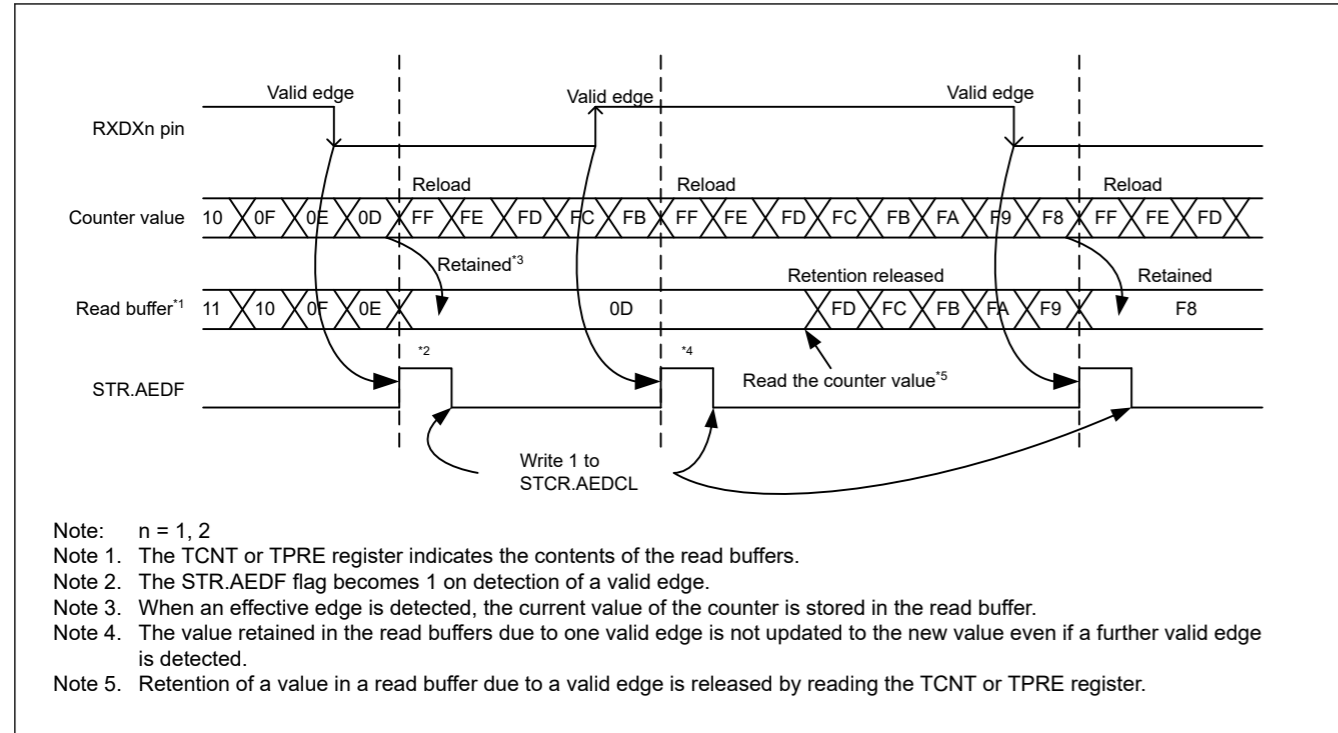 Valid edge Valid edge Valid edge
RXDXn pin
Reload Reload Reload
Counter value 10 0F 0E 0D FF FE FD FC FB FF FE FD FC FB FA F9 F8 FF FE FD
Retained*3 Retention released Retained
Read buffer*1 11 10 0F 0E 0D FD FC FB FA F9 F8
*2 *4
Read the counter value*5
STR.AEDF
Write 1 to
STCR.AEDCL
Note: n = 1, 2
Note 1. The TCNT or TPRE register indicates the contents of the read buffers.
Note 2. The STR.AEDF flag becomes 1 on detection of a valid edge.
Note 3. When an effective edge is detected, the current value of the counter is stored in the read buffer.
Note 4. The value retained in the read buffers due to one valid edge is not updated to the new value even if a further valid edge
is detected.
Note 5. Retention of a value in a read buffer due to a valid edge is released by reading the TCNT or TPRE register.